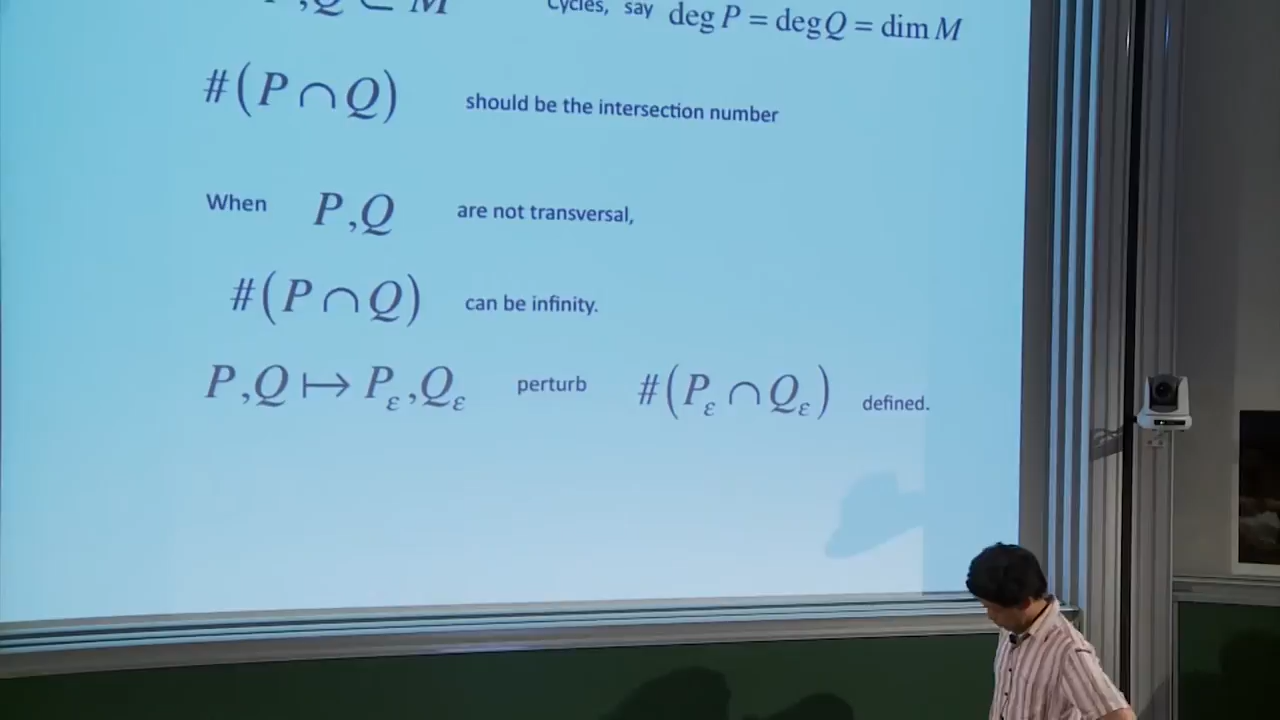 P,Q ⊂ M Cycles, say deg P = deg Q = dim M
#(P ∩ Q) should be the intersection number
When P,Q are not transversal,
#(P ∩ Q) can be infinity.
P,Q ↦ P_ε,Q_ε perturb #(P_ε ∩ Q_ε) defined.